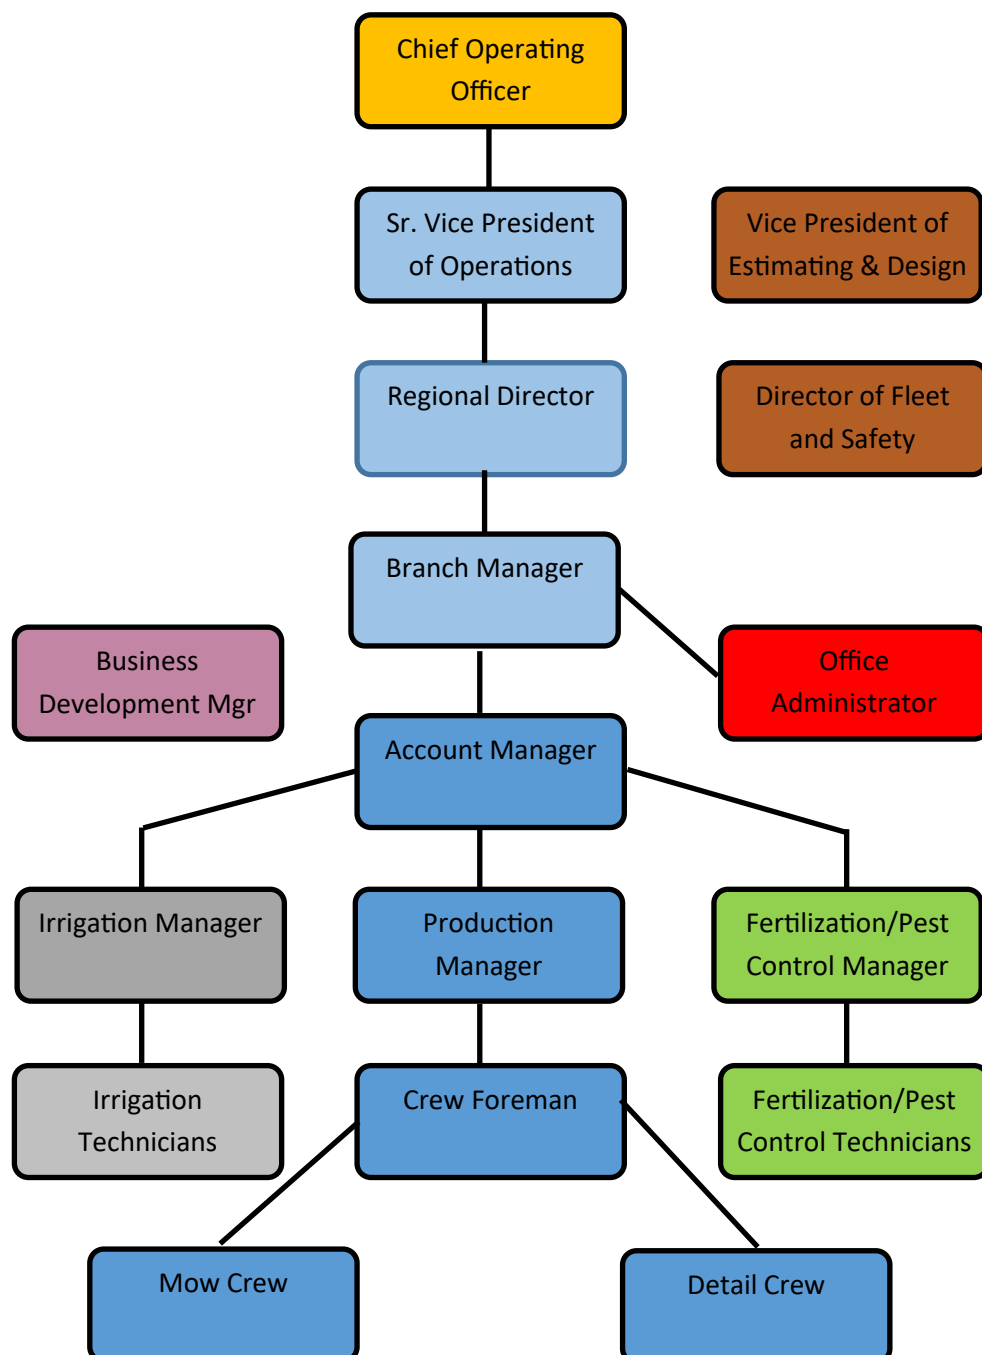 Chief Operating
Officer
Sr. Vice President
of Operations
Vice President of
Estimating & Design
Regional Director
Director of Fleet
and Safety
Branch Manager
Business
Development Mgr
Office
Administrator
Account Manager
Irrigation Manager
Production
Manager
Fertilization/Pest
Control Manager
Irrigation
Technicians
Crew Foreman
Fertilization/Pest
Control Technicians
Mow Crew
Detail Crew